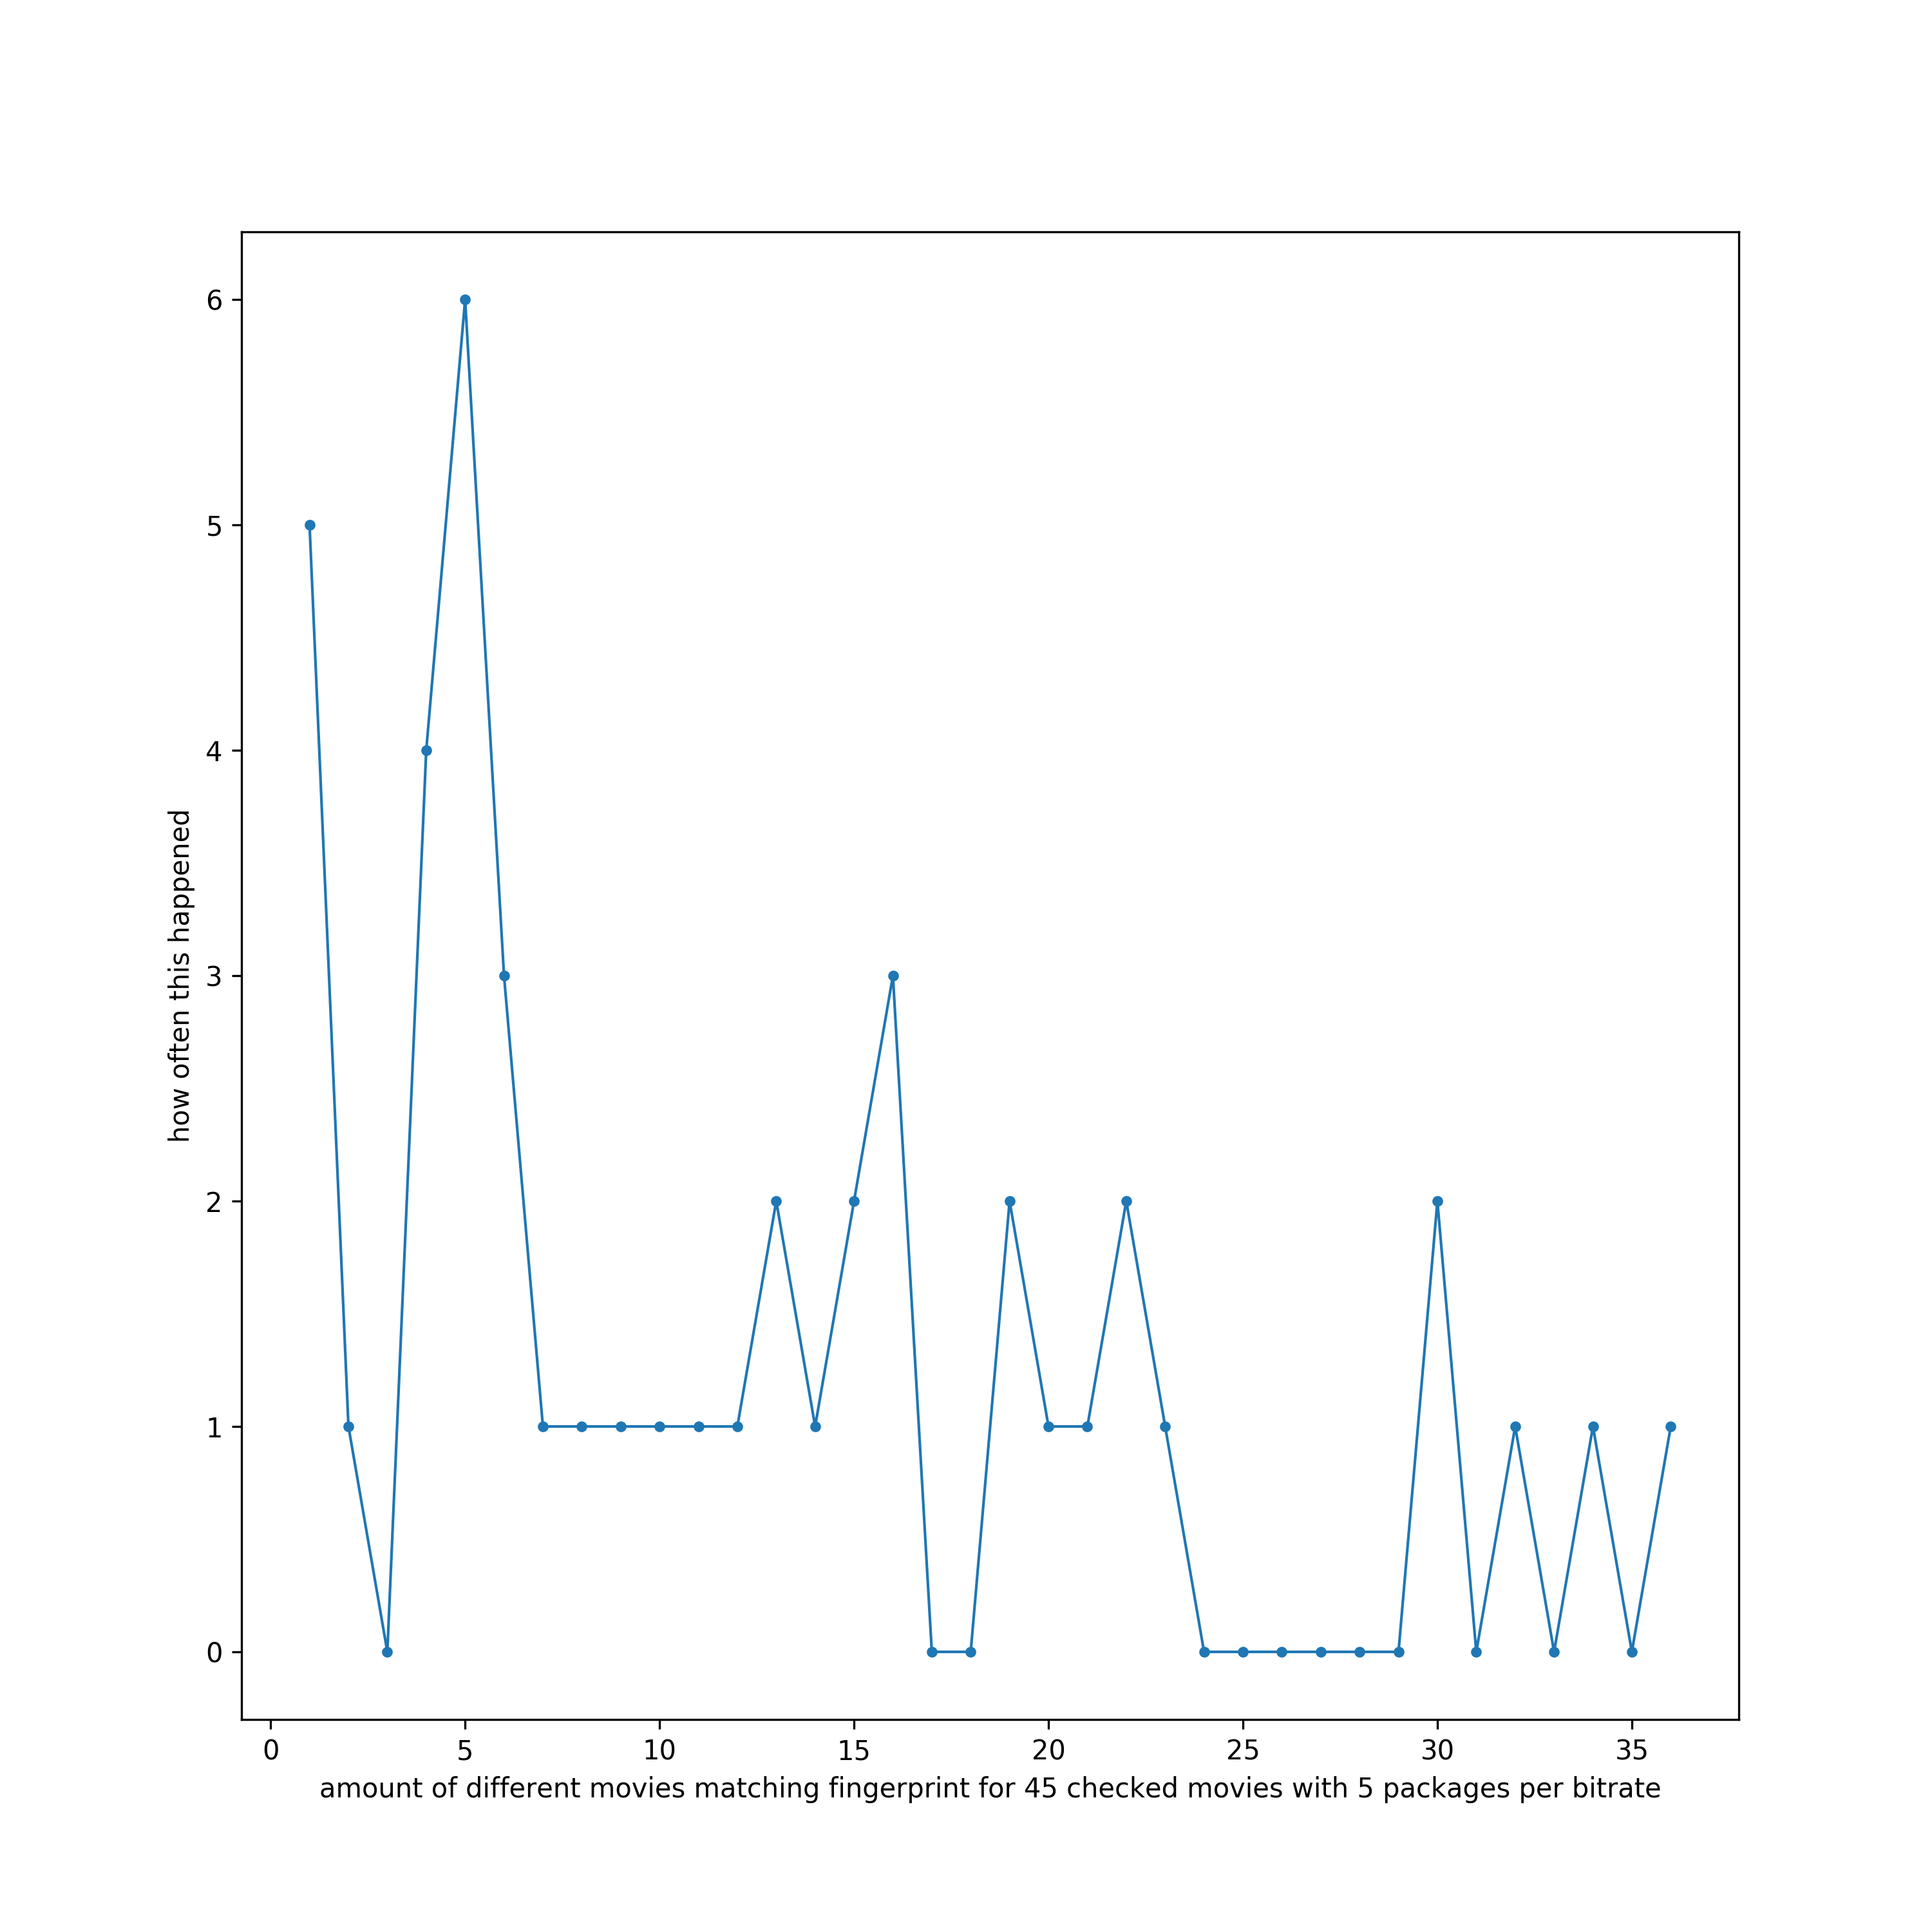 6
5
4
3
2
1
0
how often this happened
0 5 10 15 20 25 30 35
amount of different movies matching fingerprint for 45 checked movies with 5 packages per bitrate